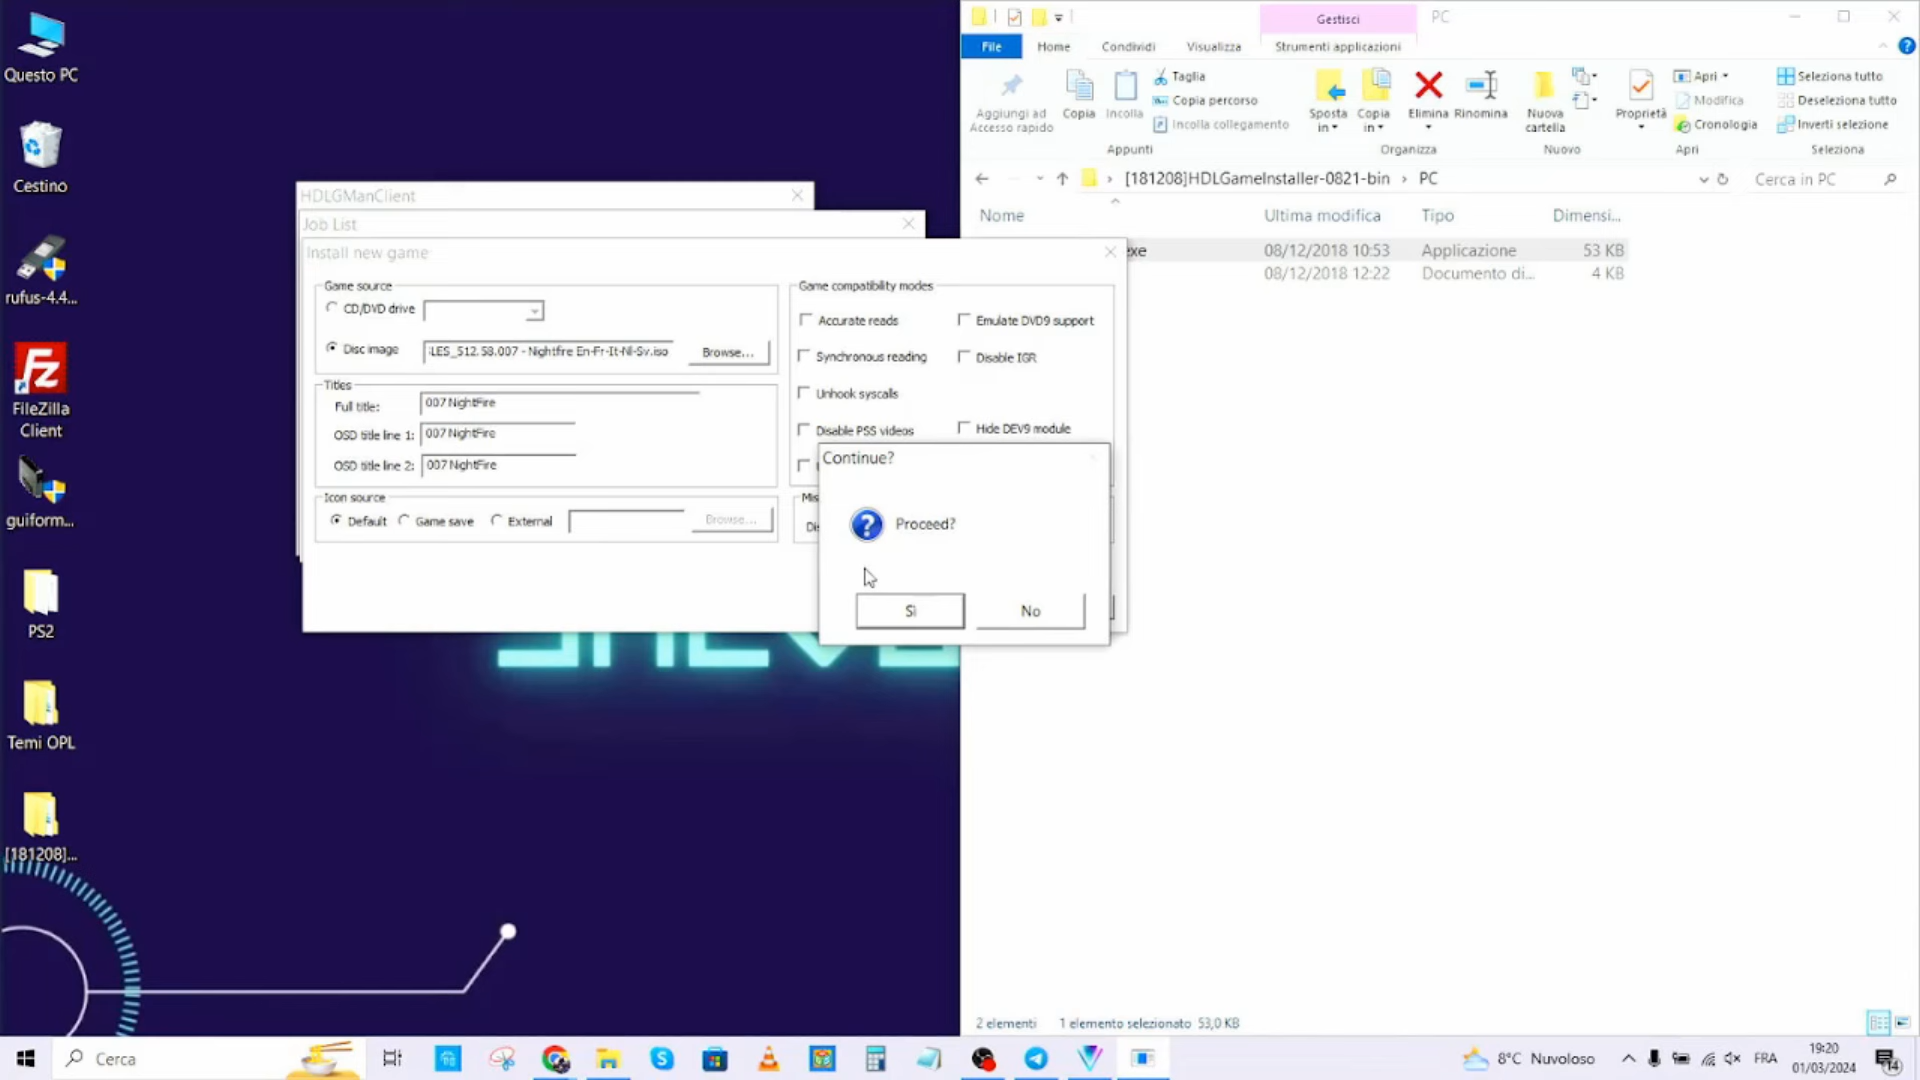 Questo PC
Cestino
rufus-4.4...
FileZilla
Client
guiform...
PS2
Temi OPL
[181208]...
HDLGManClient
Job List
Install new game
Game source
CD/DVD drive
Disc image
LES_512.58.007 - Nightfire En-Fr-It-Nl-Sv.iso
Browse...
Titles
Full title:
007 NightFire
OSD title line 1:
007 NightFire
OSD title line 2:
007 NightFire
Icon source
Default
Game save
External
Browse...
Game compatibility modes
Accurate reads
Emulate DVD9 support
Synchronous reading
Disable IGR
Unhook syscalls
Disable PSS videos
Hide DEV9 module
Continue?
Proceed?
Sì
No
Gestisci
PC
File
Home
Condividi
Visualizza
Strumenti applicazioni
Aggiungi ad
Accesso rapido
Copia
Incolla
Taglia
Copia percorso
Incolla collegamento
Appunti
Sposta
in
Copia
in
Elimina
Rinomina
Organizza
Nuova
cartella
Nuovo
Proprietà
Apri
Modifica
Cronologia
Apri
Seleziona tutto
Deseleziona tutto
Inverti selezione
Seleziona
[181208]HDLGameInstaller-0821-bin > PC
Cerca in PC
Nome
Ultima modifica
Tipo
Dimensi...
exe
08/12/2018 10:53
Applicazione
53 KB
08/12/2018 12:22
Documento di...
4 KB
2 elementi
1 elemento selezionato 53,0 KB
Cerca
8°C Nuvoloso
FRA
19:20
01/03/2024
14